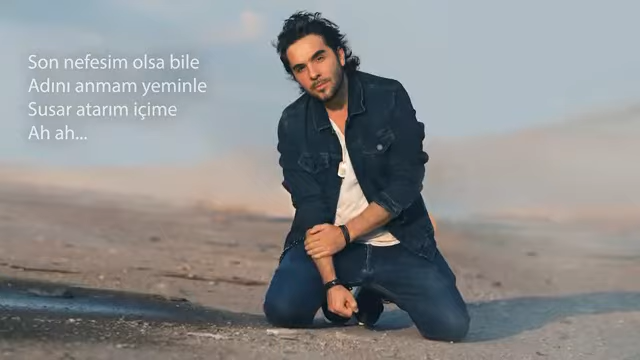 Son nefesim olsa bile
Adını anmam yeminle
Susar atarım içime
Ah ah...